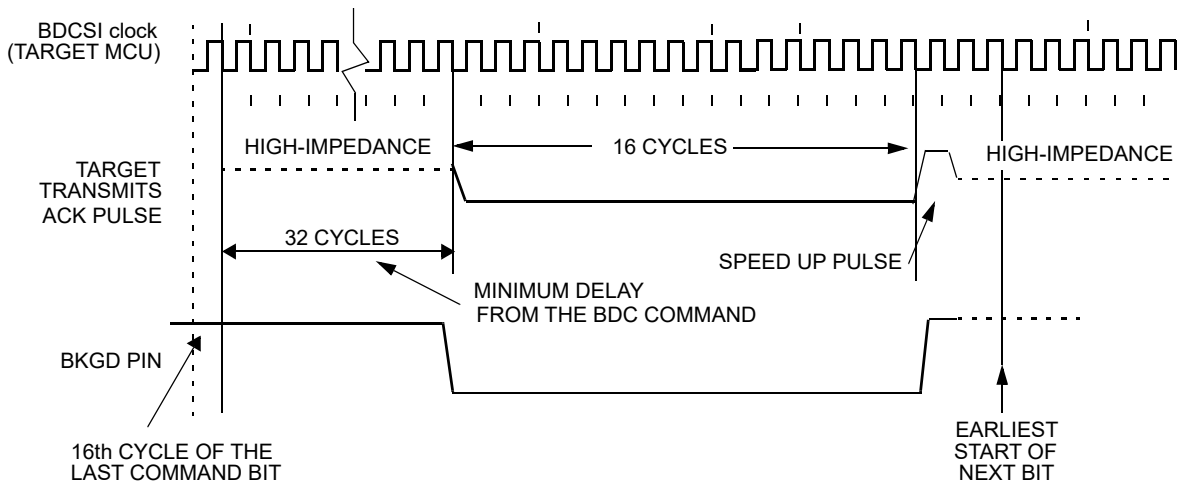 BDCSI clock
(TARGET MCU)
HIGH-IMPEDANCE
16 CYCLES
HIGH-IMPEDANCE
TARGET
TRANSMITS
ACK PULSE
32 CYCLES
SPEED UP PULSE
MINIMUM DELAY
FROM THE BDC COMMAND
BKGD PIN
16th CYCLE OF THE
LAST COMMAND BIT
EARLIEST
START OF
NEXT BIT